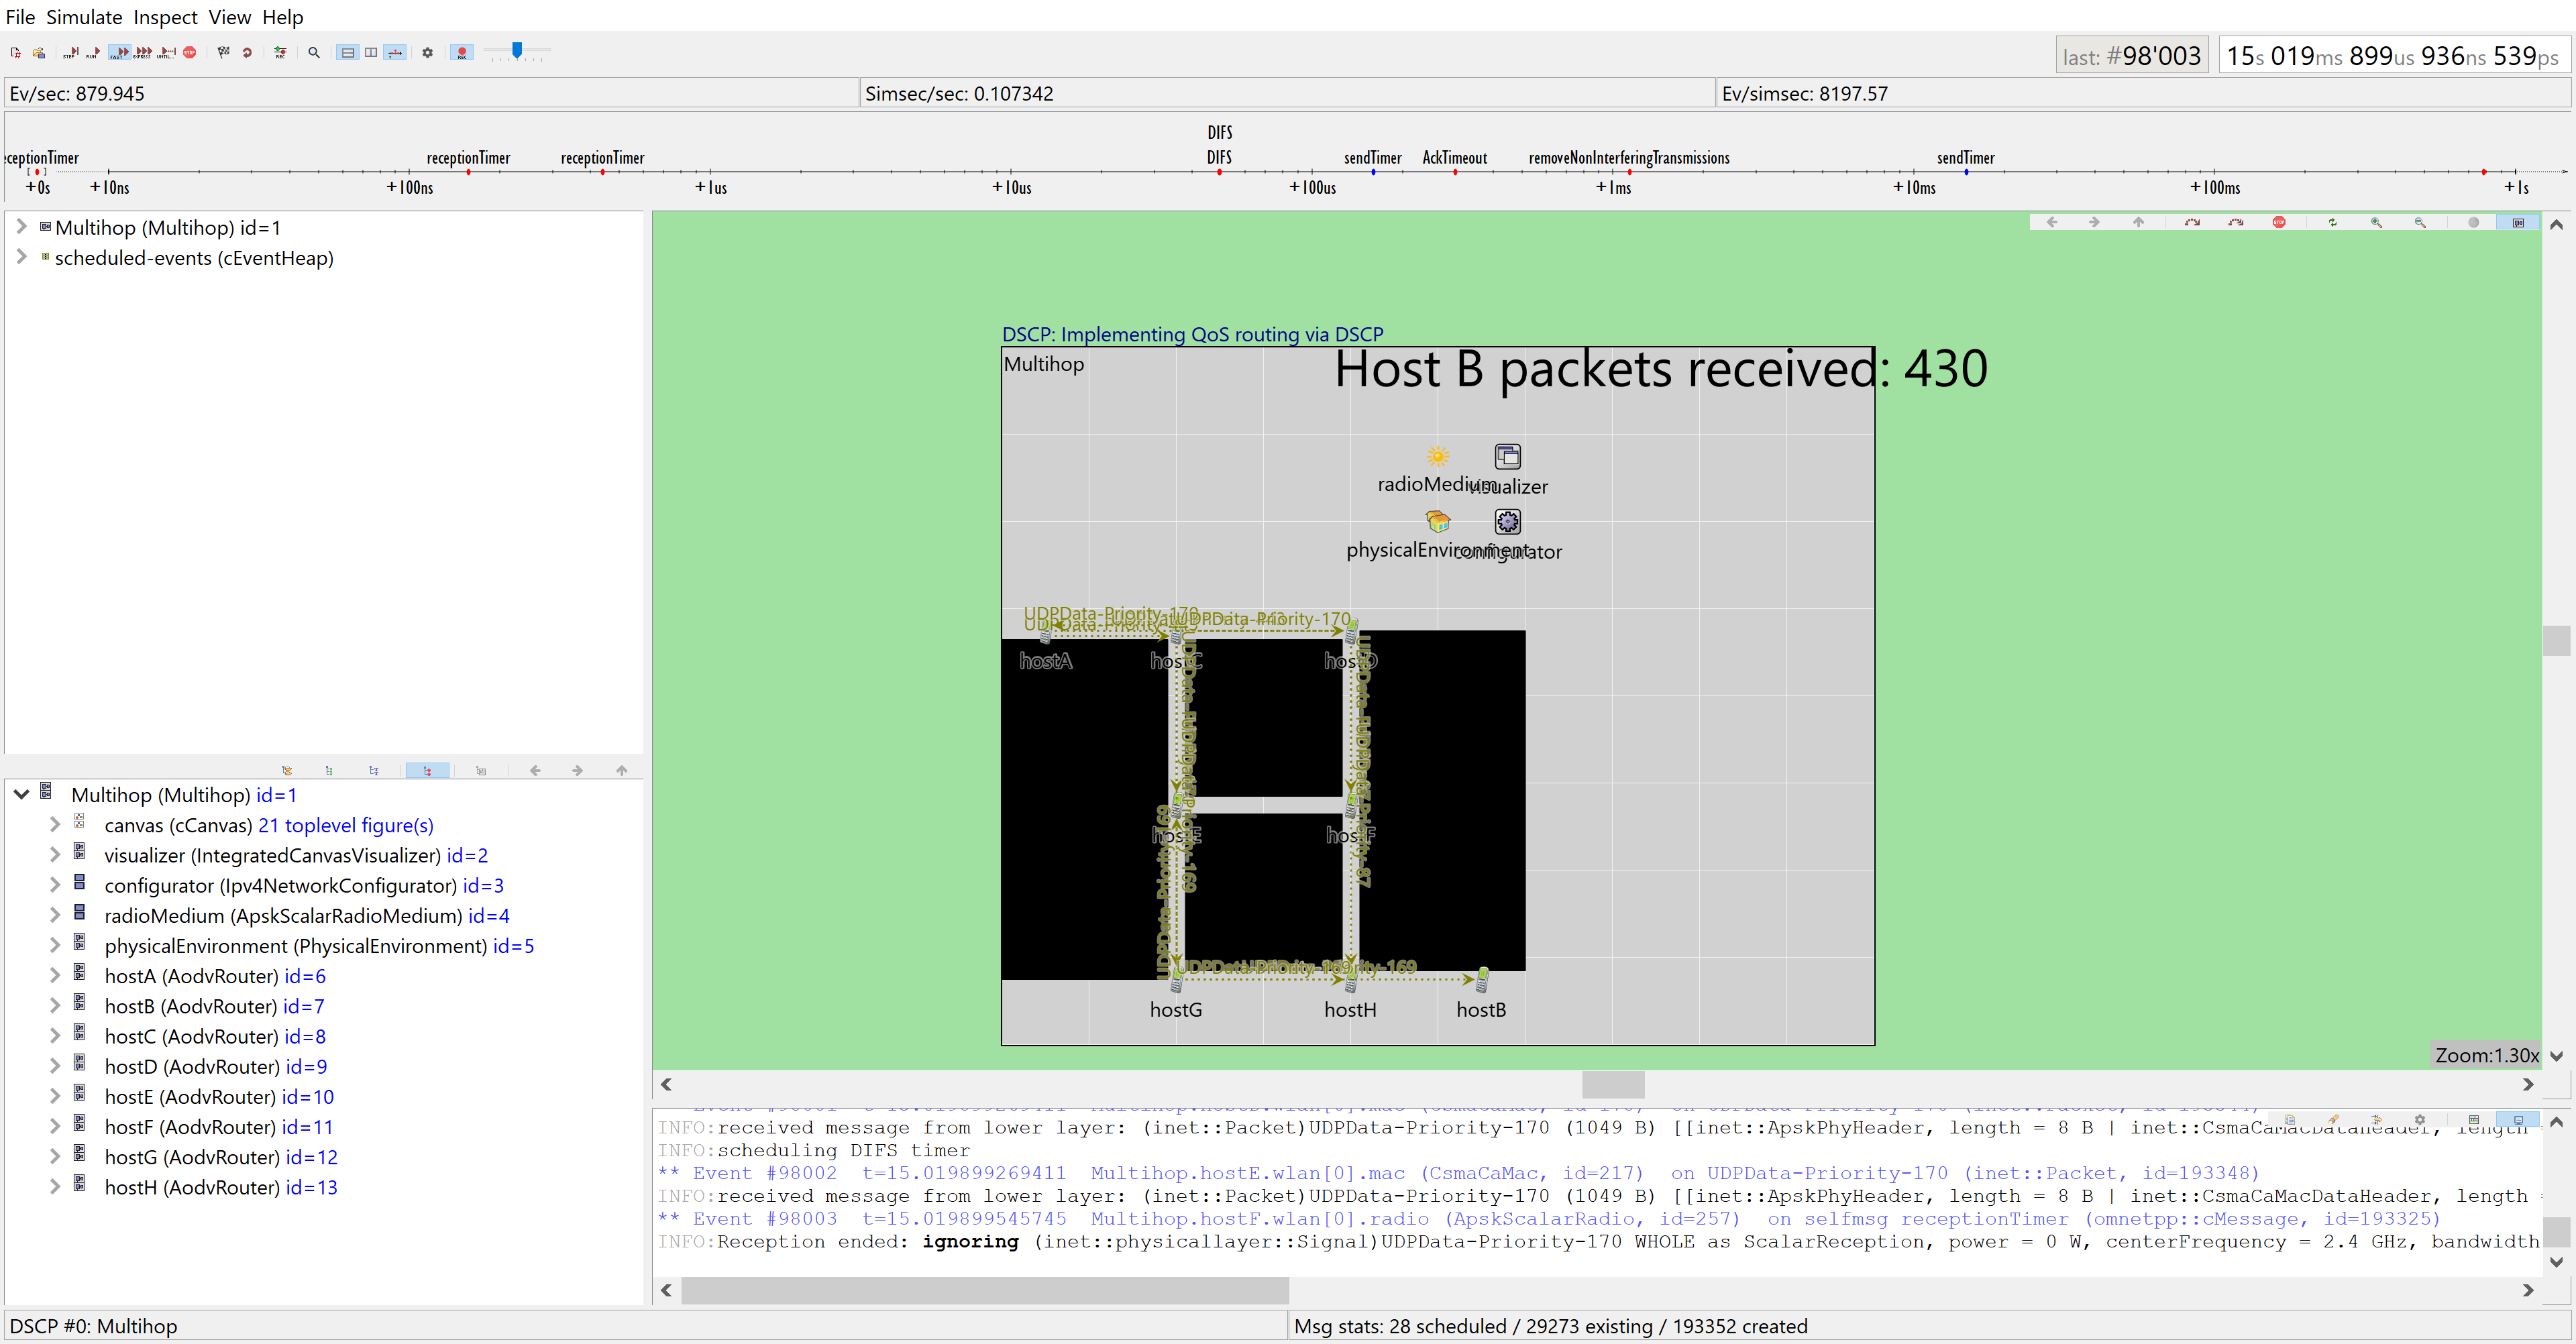 File Simulate Inspect View Help
STEP RUN FAST EXPRESS UNTIL... STOP REC REC
last: #98'003
15s 019ms 899us 936ns 539ps
Ev/sec: 879.945
Simsec/sec: 0.107342
Ev/simsec: 8197.57
DIFS
eceptionTimer receptionTimer receptionTimer DIFS sendTimer AckTimeout removeNonInterferingTransmissions sendTimer
+0s +10ns +100ns +1us +10us +100us +1ms +10ms +100ms +1s
Multihop (Multihop) id=1
scheduled-events (cEventHeap)
Multihop (Multihop) id=1
canvas (cCanvas) 21 toplevel figure(s)
visualizer (IntegratedCanvasVisualizer) id=2
configurator (Ipv4NetworkConfigurator) id=3
radioMedium (ApskScalarRadioMedium) id=4
physicalEnvironment (PhysicalEnvironment) id=5
hostA (AodvRouter) id=6
hostB (AodvRouter) id=7
hostC (AodvRouter) id=8
hostD (AodvRouter) id=9
hostE (AodvRouter) id=10
hostF (AodvRouter) id=11
hostG (AodvRouter) id=12
hostH (AodvRouter) id=13
STOP
DSCP: Implementing QoS routing via DSCP
Multihop
Host B packets received: 430
radioMedium
visualizer
physicalEnvironment
configurator
UDPData-Priority-170
UDPData-Priority-170
hostA
hostC
hostD
hostE
hostF
UDPData-Priority-169
hostG
hostH
hostB
Zoom:1.30x
INFO:received message from lower layer: (inet::Packet)UDPData-Priority-170 (1049 B) [[inet::ApskPhyHeader, length = 8 B | inet::CsmaCaMacDataHeader, length
INFO:scheduling DIFS timer
** Event #98002 t=15.019899269411 Multihop.hostE.wlan[0].mac (CsmaCaMac, id=217) on UDPData-Priority-170 (inet::Packet, id=193348)
INFO:received message from lower layer: (inet::Packet)UDPData-Priority-170 (1049 B) [[inet::ApskPhyHeader, length = 8 B | inet::CsmaCaMacDataHeader, length
** Event #98003 t=15.019899545745 Multihop.hostF.wlan[0].radio (ApskScalarRadio, id=257) on selfmsg receptionTimer (omnetpp::cMessage, id=193325)
INFO:Reception ended: ignoring (inet::physicallayer::Signal)UDPData-Priority-170 WHOLE as ScalarReception, power = 0 W, centerFrequency = 2.4 GHz, bandwidth
DSCP #0: Multihop
Msg stats: 28 scheduled / 29273 existing / 193352 created